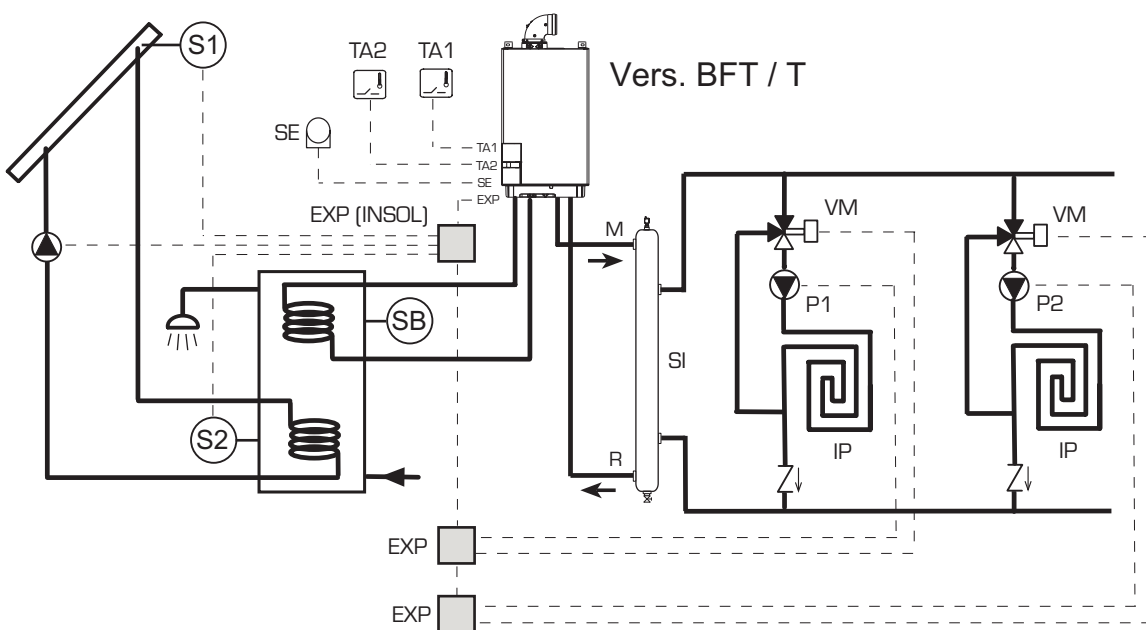 S1
TA2
TA1
Vers. BFT / T
SE
TA1
TA2
SE
EXP
EXP (INSOL)
M
VM
VM
SB
P1
P2
SI
S2
R
IP
IP
EXP
EXP